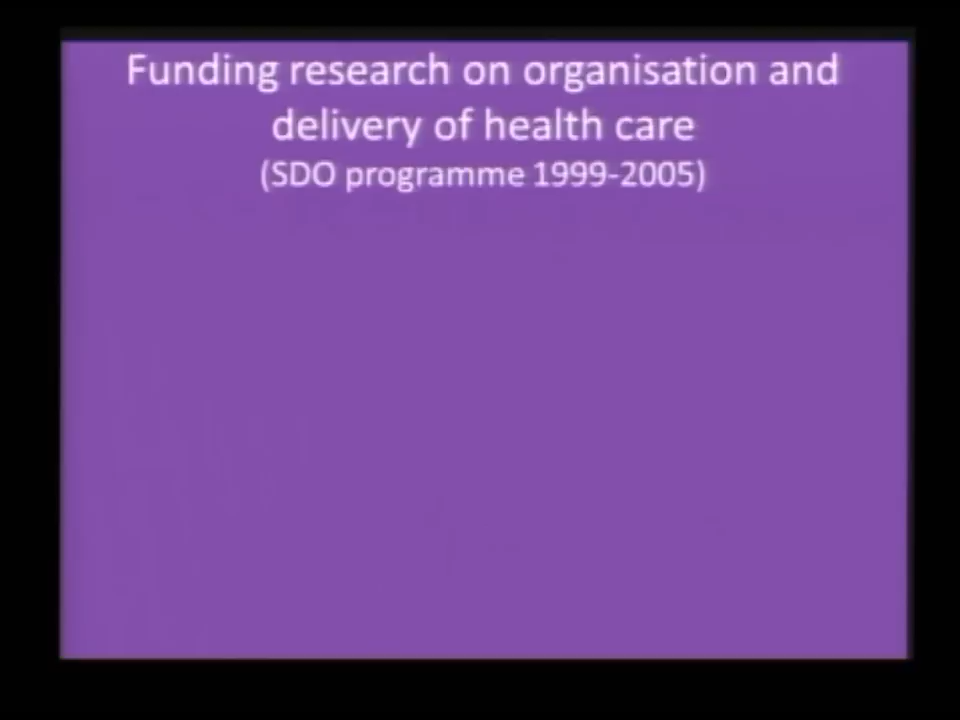 Funding research on organisation and
delivery of health care
(SDO programme 1999-2005)